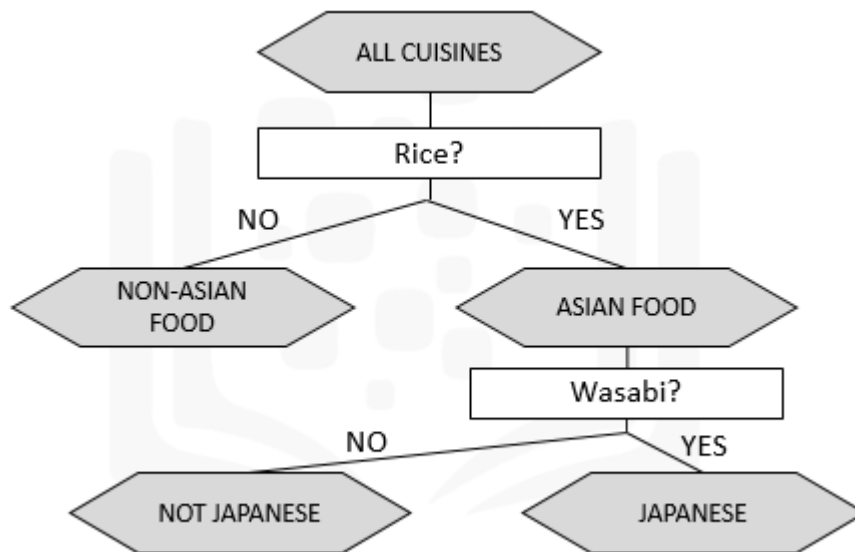 ALL CUISINES
Rice?
NO
YES
NON-ASIAN
FOOD
ASIAN FOOD
Wasabi?
NO
YES
NOT JAPANESE
JAPANESE